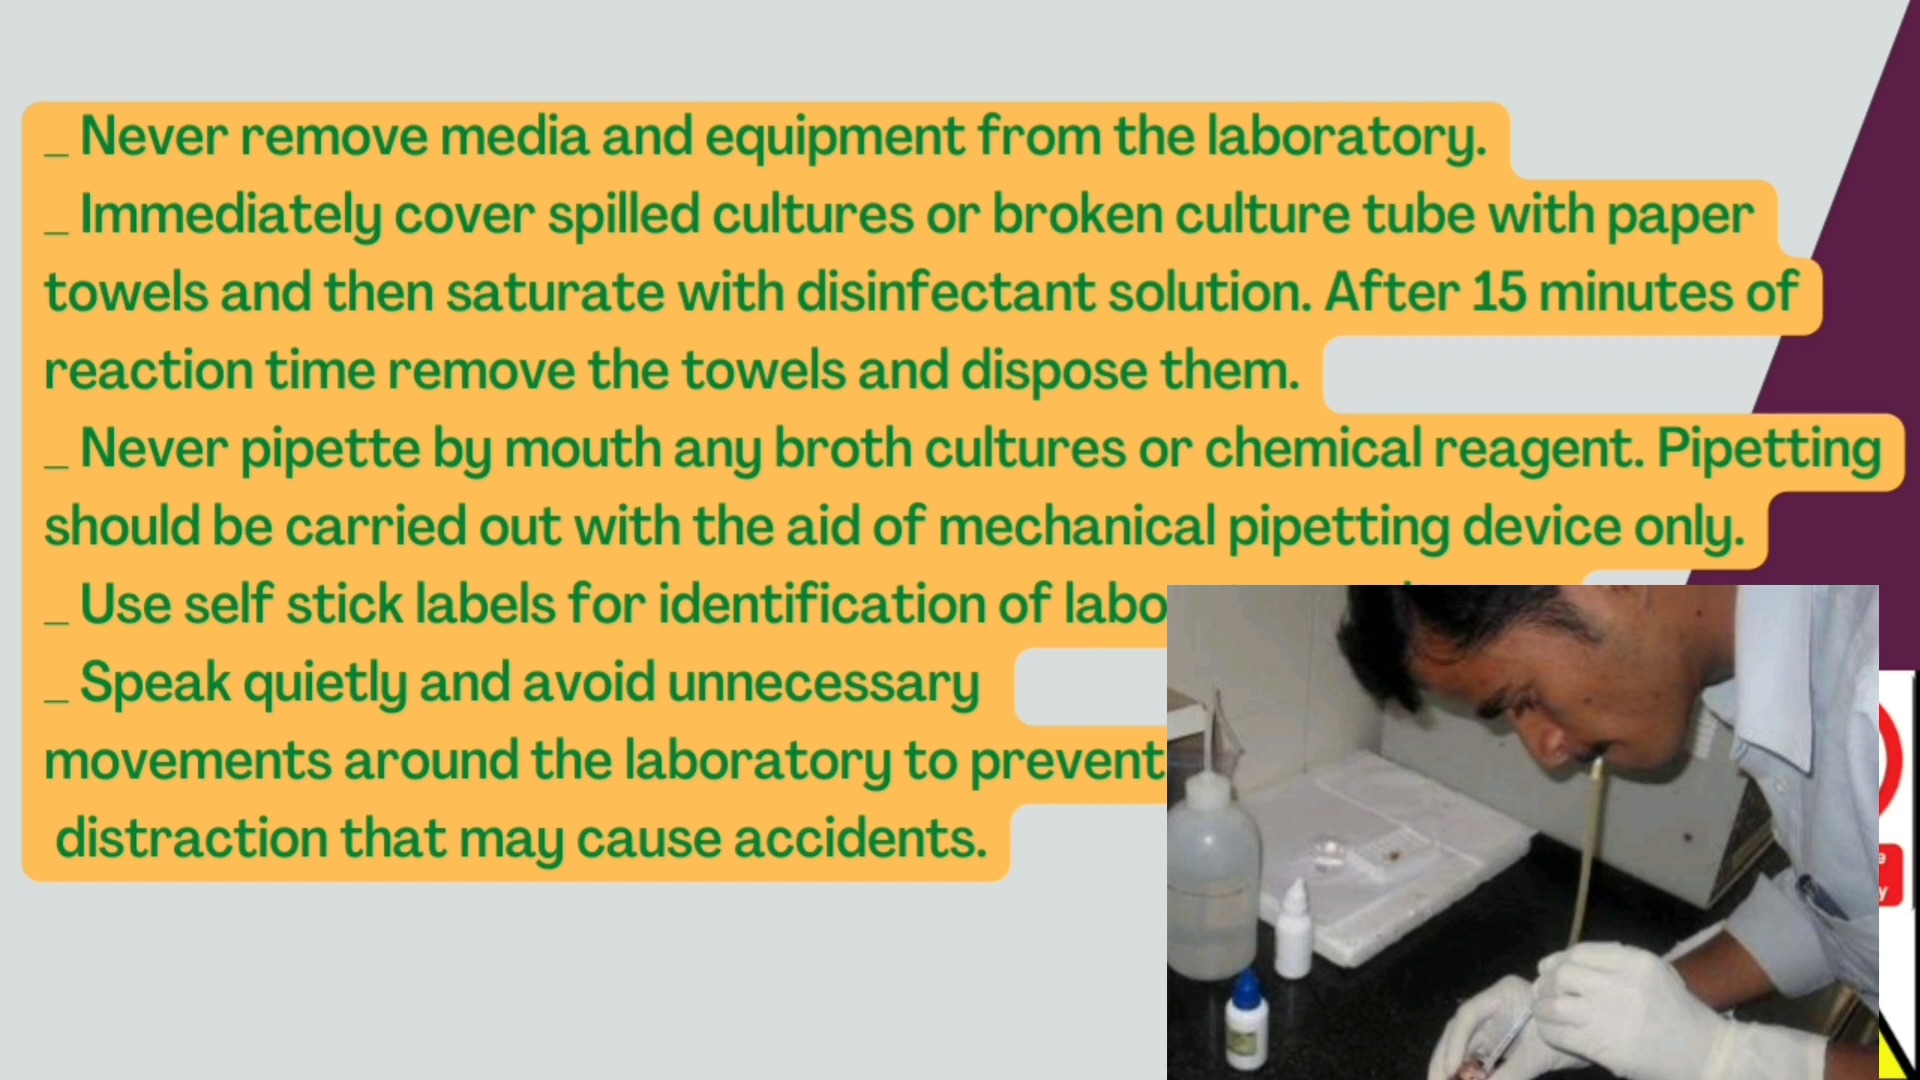 _ Never remove media and equipment from the laboratory.
_ Immediately cover spilled cultures or broken culture tube with paper
towels and then saturate with disinfectant solution. After 15 minutes of
reaction time remove the towels and dispose them.
_ Never pipette by mouth any broth cultures or chemical reagent. Pipetting
should be carried out with the aid of mechanical pipetting device only.
_ Use self stick labels for identification of
_ Speak quietly and avoid unnecessary
movements around the laboratory to prevent
distraction that may cause accidents.